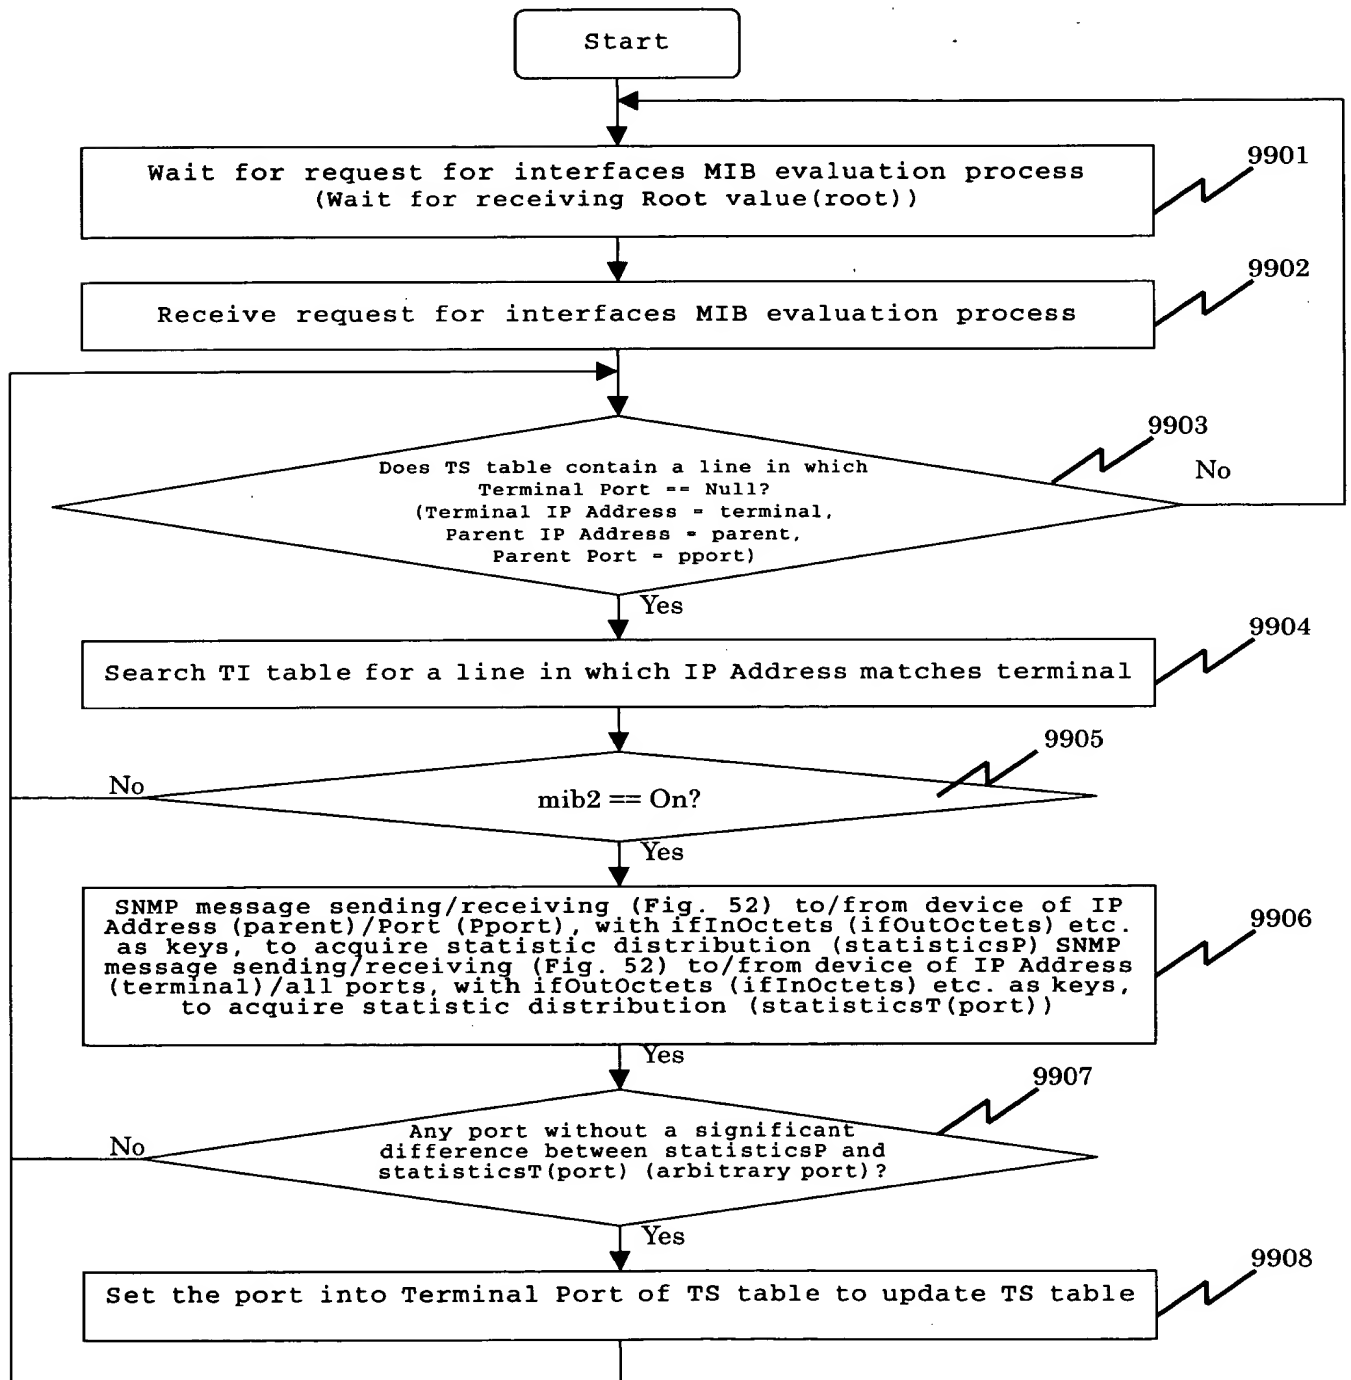 Start
Wait for request for interfaces MIB evaluation process
(Wait for receiving Root value(root))
9901
Receive request for interfaces MIB evaluation process
9902
Does TS table contain a line in which
Terminal Port == Null?
(Terminal IP Address = terminal,
Parent IP Address = parent,
Parent Port = pport)
9903
No
Yes
Search TI table for a line in which IP Address matches terminal
9904
mib2 == On?
9905
No
Yes
SNMP message sending/receiving (Fig. 52) to/from device of IP
Address (parent)/Port (Pport), with ifInOctets (ifOutOctets) etc.
as keys, to acquire statistic distribution (statisticsP) SNMP
message sending/receiving (Fig. 52) to/from device of IP Address
(terminal)/all ports, with ifOutOctets (ifInOctets) etc. as keys,
to acquire statistic distribution (statisticsT(port))
9906
Yes
Any port without a significant
difference between statisticsP and
statisticsT(port) (arbitrary port)?
9907
No
Yes
Set the port into Terminal Port of TS table to update TS table
9908